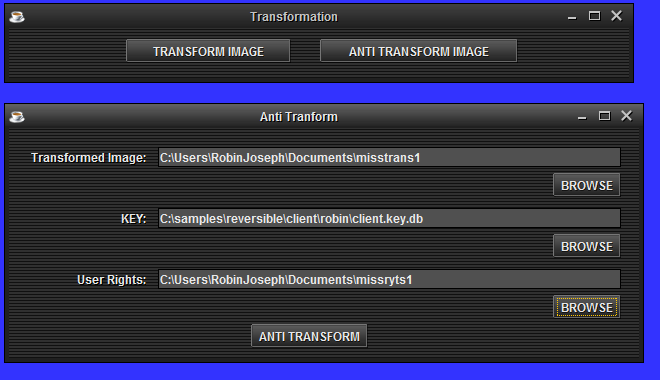 Transformation
TRANSFORM IMAGE ANTI TRANSFORM IMAGE
Anti Tranform
Transformed Image: C:\Users\RobinJoseph\Documents\misstrans1
BROWSE
KEY: C:\samples\reversible\client\robin\client.key.db
BROWSE
User Rights: C:\Users\RobinJoseph\Documents\missryts1
BROWSE
ANTI TRANSFORM